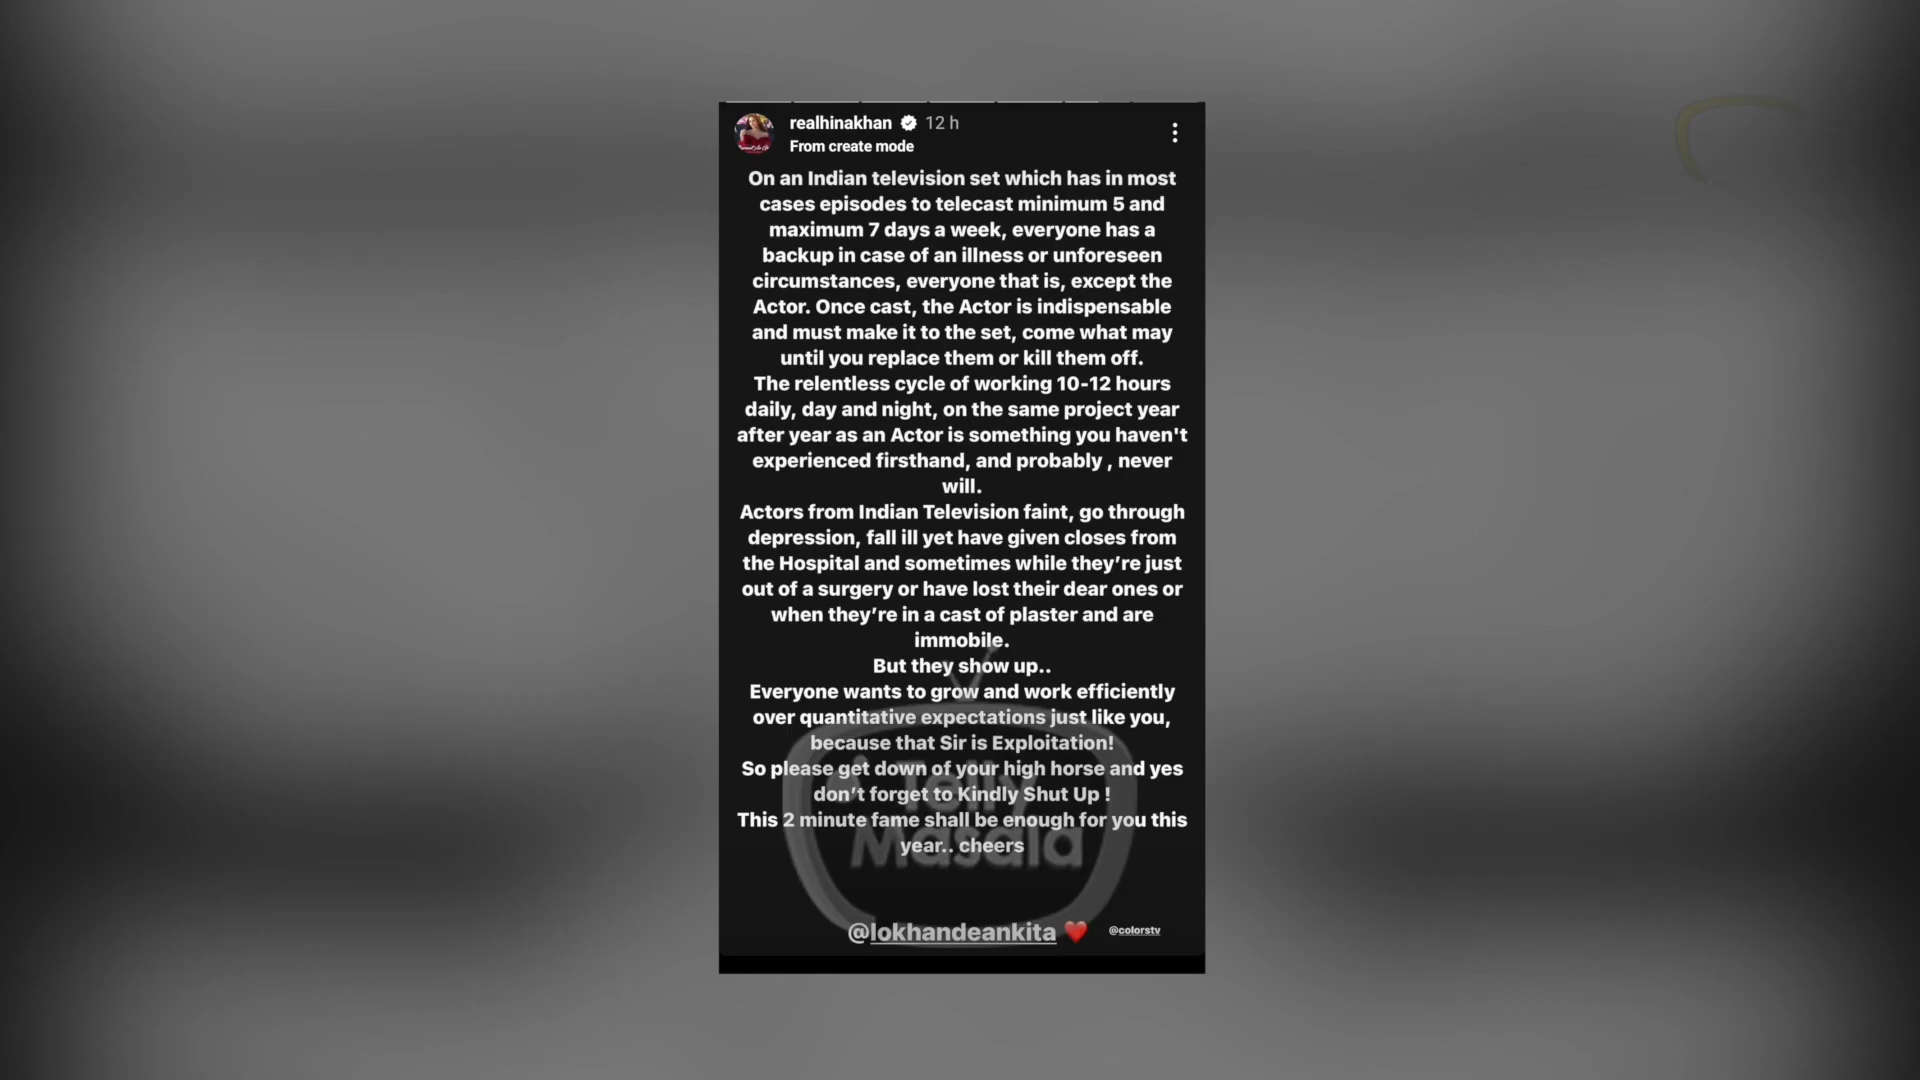 realhinakhan 12 h
From create mode
On an Indian television set which has in most
cases episodes to telecast minimum 5 and
maximum 7 days a week, everyone has a
backup in case of an illness or unforeseen
circumstances, everyone that is, except the
Actor. Once cast, the Actor is indispensable
and must make it to the set, come what may
until you replace them or kill them off.
The relentless cycle of working 10-12 hours
daily, day and night, on the same project year
after year as an Actor is something you haven't
experienced firsthand, and probably , never
will.
Actors from Indian Television faint, go through
depression, fall ill yet have given closes from
the Hospital and sometimes while they’re just
out of a surgery or have lost their dear ones or
when they’re in a cast of plaster and are
immobile.
But they show up..
Everyone wants to grow and work efficiently
over quantitative expectations just like you,
because that Sir is Exploitation!
So please get down of your high horse and yes
don’t forget to Kindly Shut Up !
This 2 minute fame shall be enough for you this
year.. cheers
Telly
Masala
@lokhandeankita ❤️ @colorstv